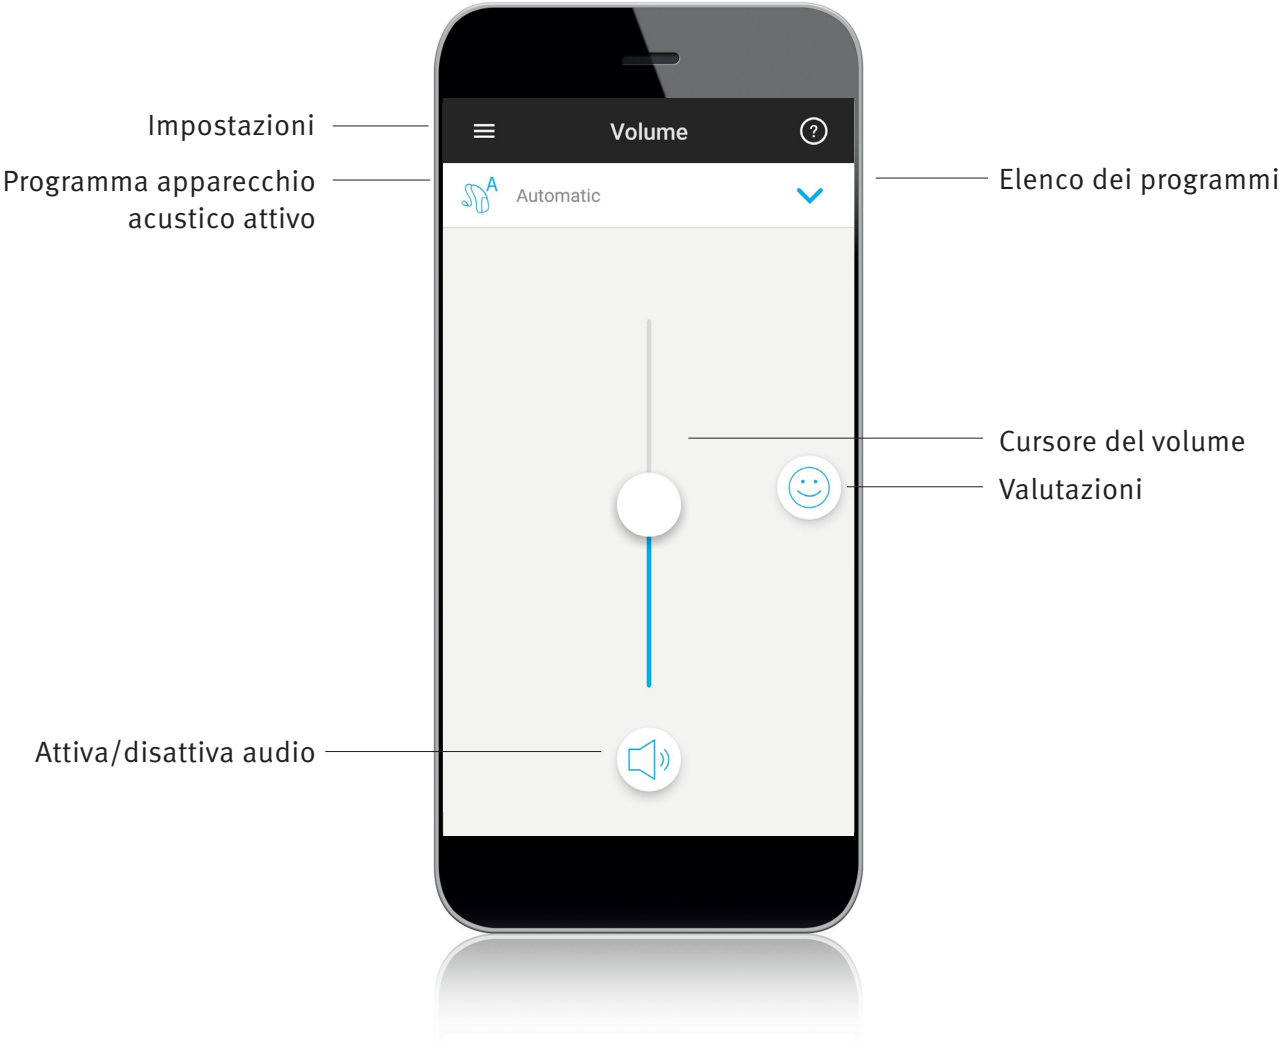 Impostazioni
Programma apparecchio
acustico attivo
Volume
?
A
Automatic
Elenco dei programmi
Cursore del volume
Valutazioni
Attiva/disattiva audio